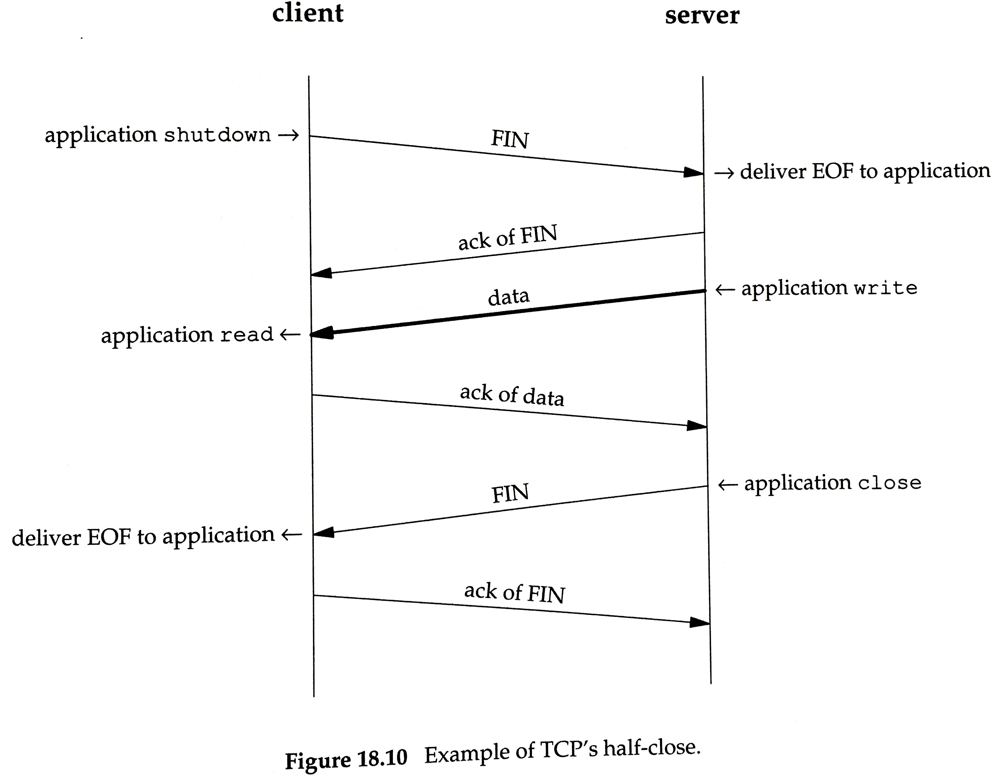 client
server
application shutdown →
FIN
→ deliver EOF to application
ack of FIN
← application write
data
application read ←
ack of data
← application close
FIN
deliver EOF to application ←
ack of FIN
Figure 18.10 Example of TCP's half-close.